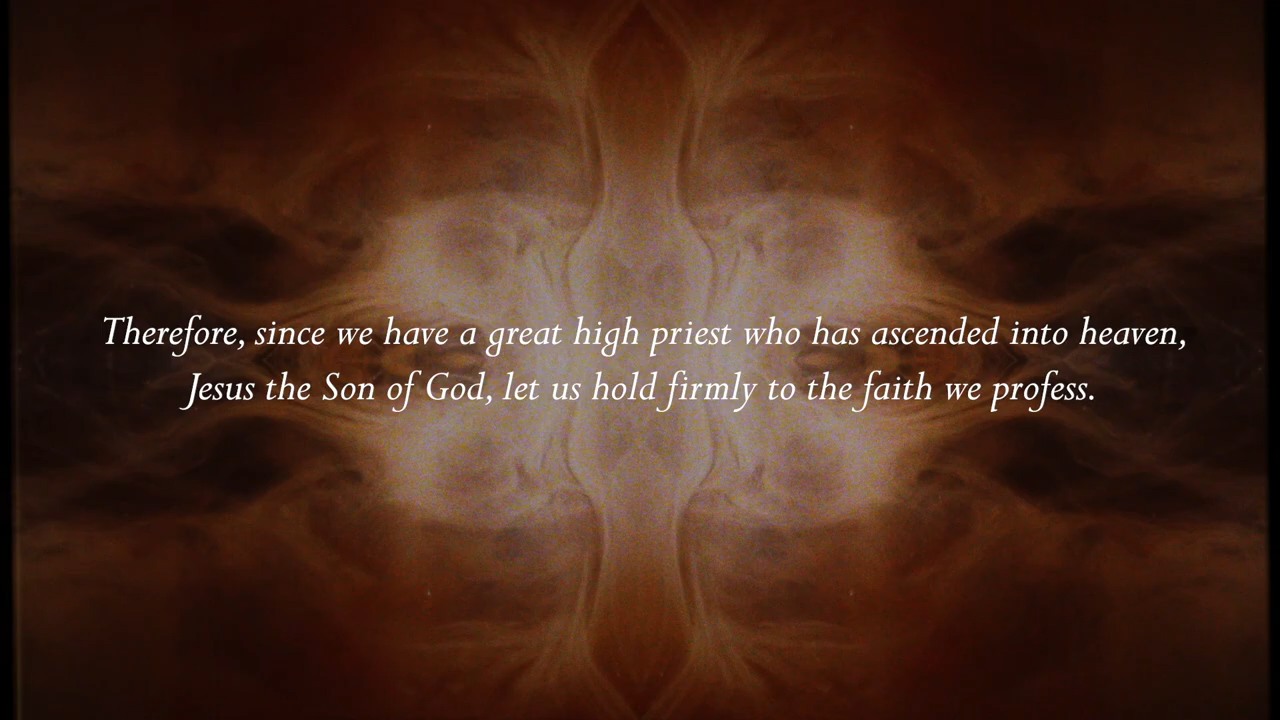 Therefore, since we have a great high priest who has ascended into heaven,
Jesus the Son of God, let us hold firmly to the faith we profess.